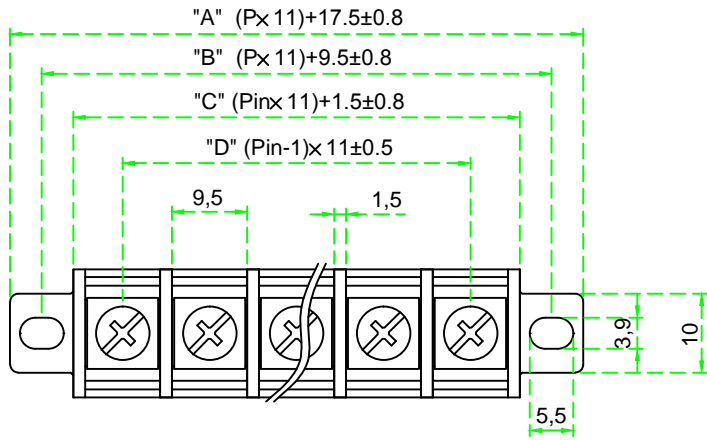 "A" (P×11)+17.5±0.8
"B" (P×11)+9.5±0.8
"C" (Pin×11)+1.5±0.8
"D" (Pin-1)×11±0.5
9,5
1,5
3,9
10
5,5